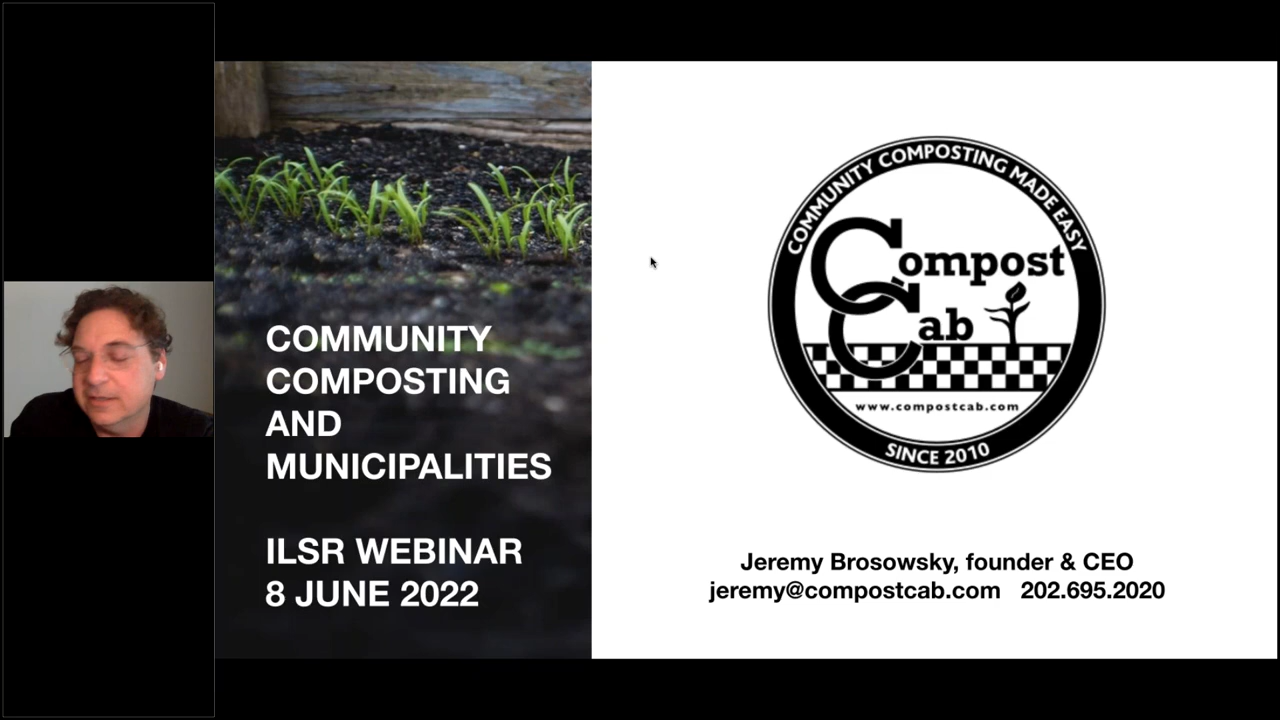 COMMUNITY
COMPOSTING
AND
MUNICIPALITIES
ILSR WEBINAR
8 JUNE 2022
COMMUNITY COMPOSTING MADE EASY
Compost
Cab
www.compostcab.com
SINCE 2010
Jeremy Brosowsky, founder & CEO
jeremy@compostcab.com 202.695.2020